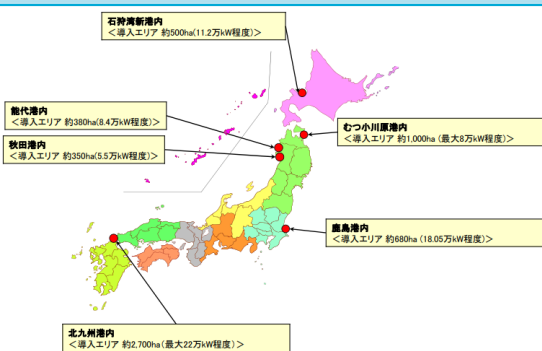 石狩湾新港内
＜導入エリア 約500ha(11.2万kW程度)＞
能代港内
＜導入エリア 約380ha(8.4万kW程度)＞
むつ小川原港内
＜導入エリア 約1,000ha (最大8万kW程度)＞
秋田港内
＜導入エリア 約350ha(5.5万kW程度)＞
鹿島港内
＜導入エリア 約680ha (18.05万kW程度)＞
北九州港内
＜導入エリア 約2,700ha (最大22万kW程度)＞